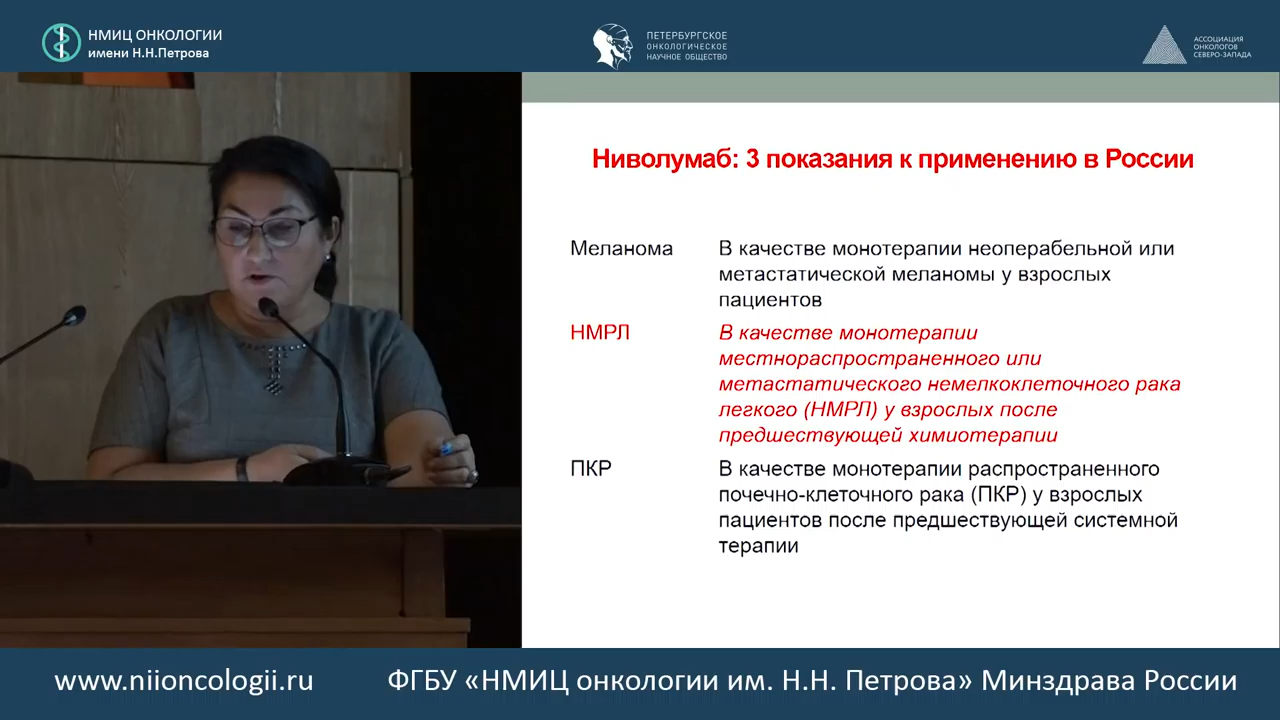 НМИЦ ОНКОЛОГИИ
имени Н.Н.Петрова
ПЕТЕРБУРГСКОЕ
ОНКОЛОГИЧЕСКОЕ
НАУЧНОЕ ОБЩЕСТВО
АССОЦИАЦИЯ
ОНКОЛОГОВ
СЕВЕРО-ЗАПАДА
Ниволумаб: 3 показания к применению в России
Меланома
В качестве монотерапии неоперабельной или
метастатической меланомы у взрослых
пациентов
НМРЛ
В качестве монотерапии
местнораспространенного или
метастатического немелкоклеточного рака
легкого (НМРЛ) у взрослых после
предшествующей химиотерапии
ПКР
В качестве монотерапии распространенного
почечно-клеточного рака (ПКР) у взрослых
пациентов после предшествующей системной
терапии
www.niioncologii.ru
ФГБУ «НМИЦ онкологии им. Н.Н. Петрова» Минздрава России